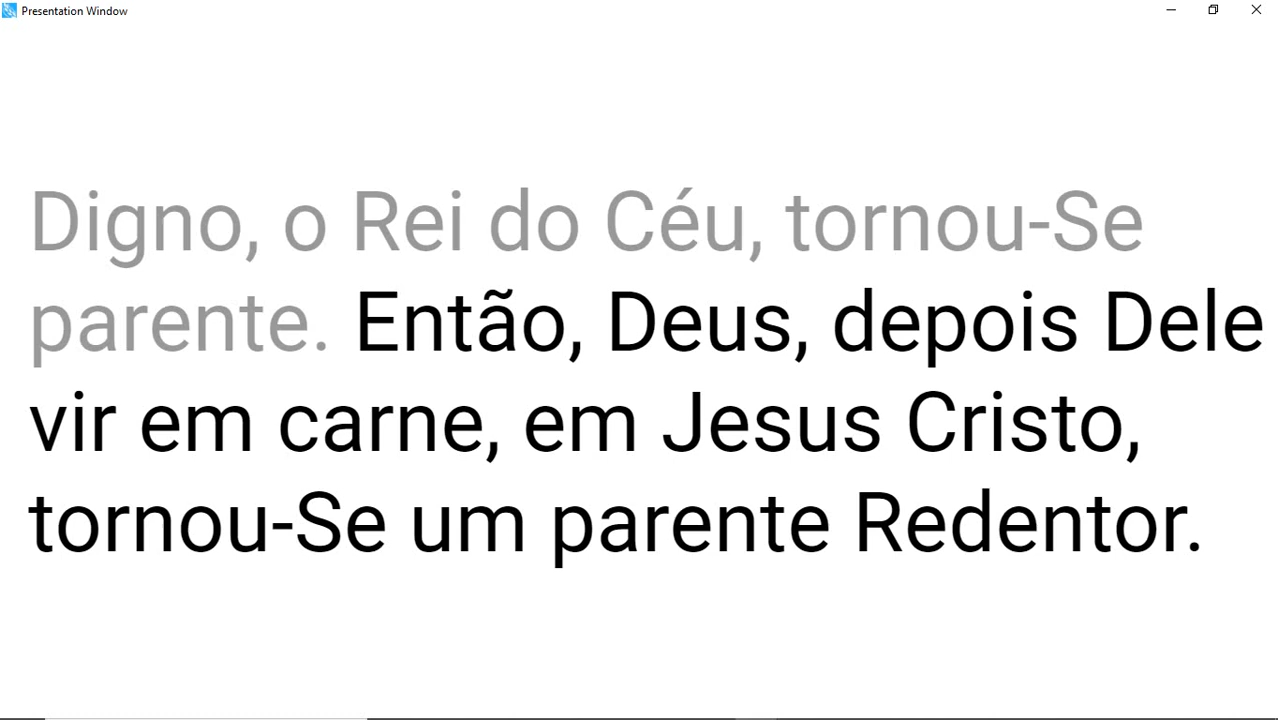 Presentation Window
Digno, o Rei do Céu, tornou-Se
parente. Então, Deus, depois Dele
vir em carne, em Jesus Cristo,
tornou-Se um parente Redentor.